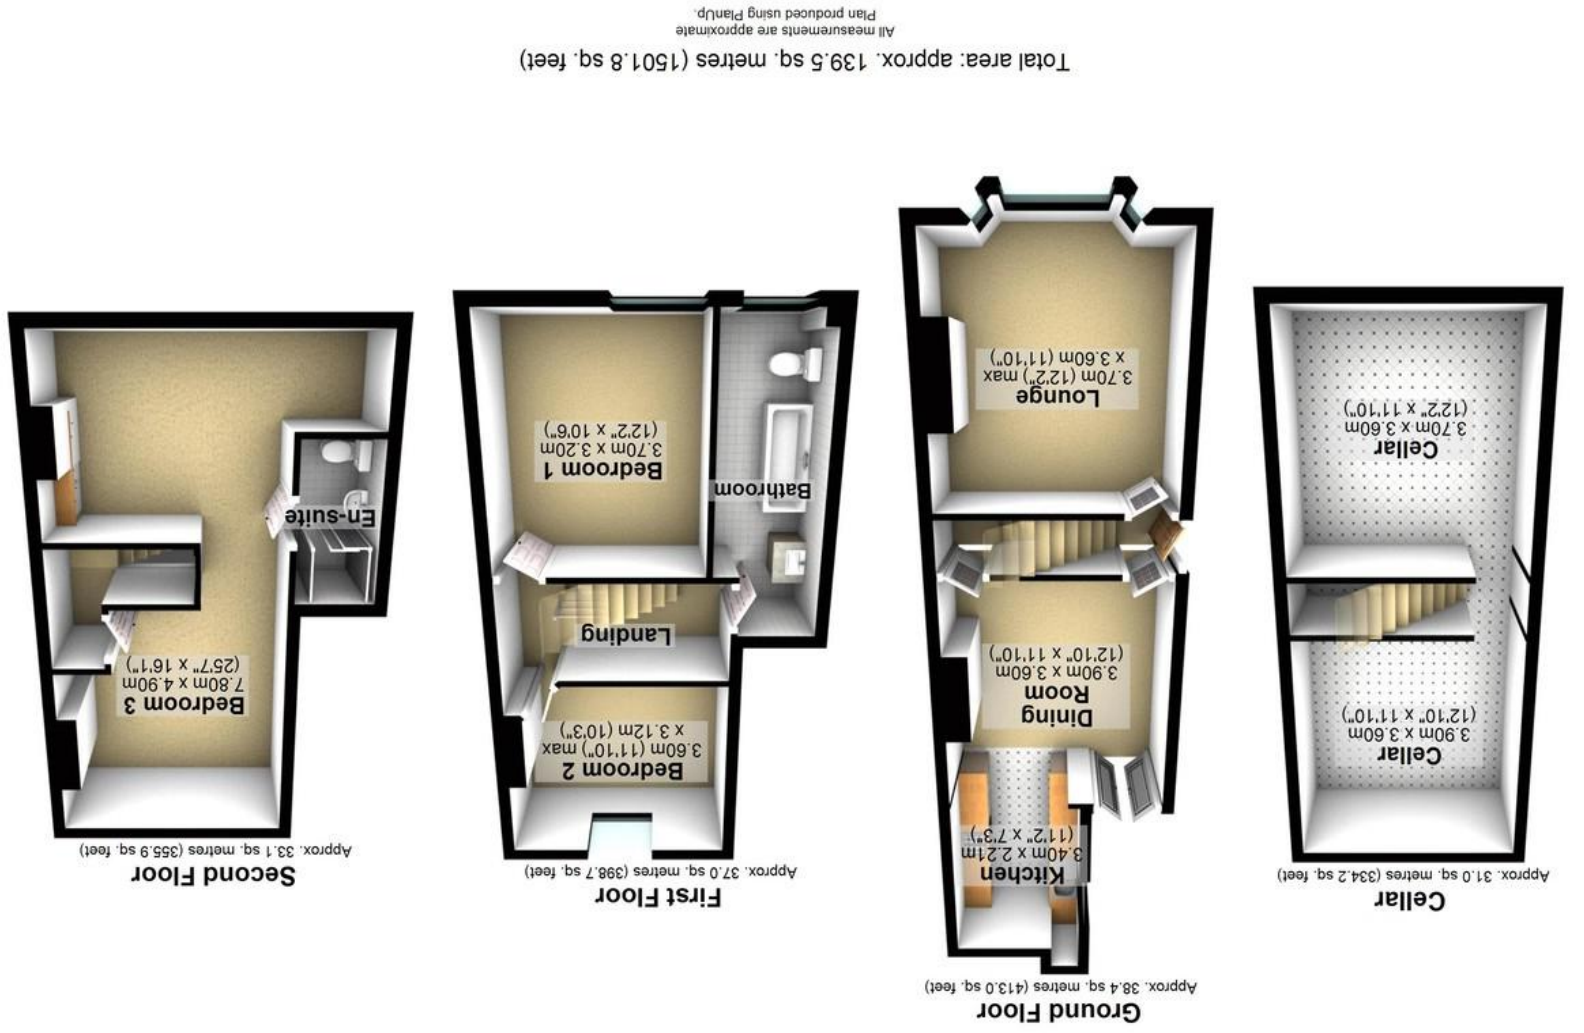 Cellar
Approx. 31.0 sq. metres (334.2 sq. feet)
Cellar
3.90m x 3.60m
(12'10" x 11'10")
Cellar
3.70m x 3.60m
(12'2" x 11'10")
Ground Floor
Approx. 38.4 sq. metres (413.0 sq. feet)
Kitchen
3.40m x 2.21m
(11'2" x 7'3")
Dining
Room
3.90m x 3.60m
(12'10" x 11'10")
Lounge
3.70m (12'2") max
x 3.60m (11'10")
First Floor
Approx. 37.0 sq. metres (398.7 sq. feet)
Bedroom 2
3.60m (11'10") max
x 3.12m (10'3")
Landing
Bathroom
Bedroom 1
3.70m x 3.20m
(12'2" x 10'6")
Second Floor
Approx. 33.1 sq. metres (355.9 sq. feet)
Bedroom 3
7.80m x 4.90m
(25'7" x 16'1")
En-suite
Total area: approx. 139.5 sq. metres (1501.8 sq. feet)
All measurements are approximate
Plan produced using PlanUp.